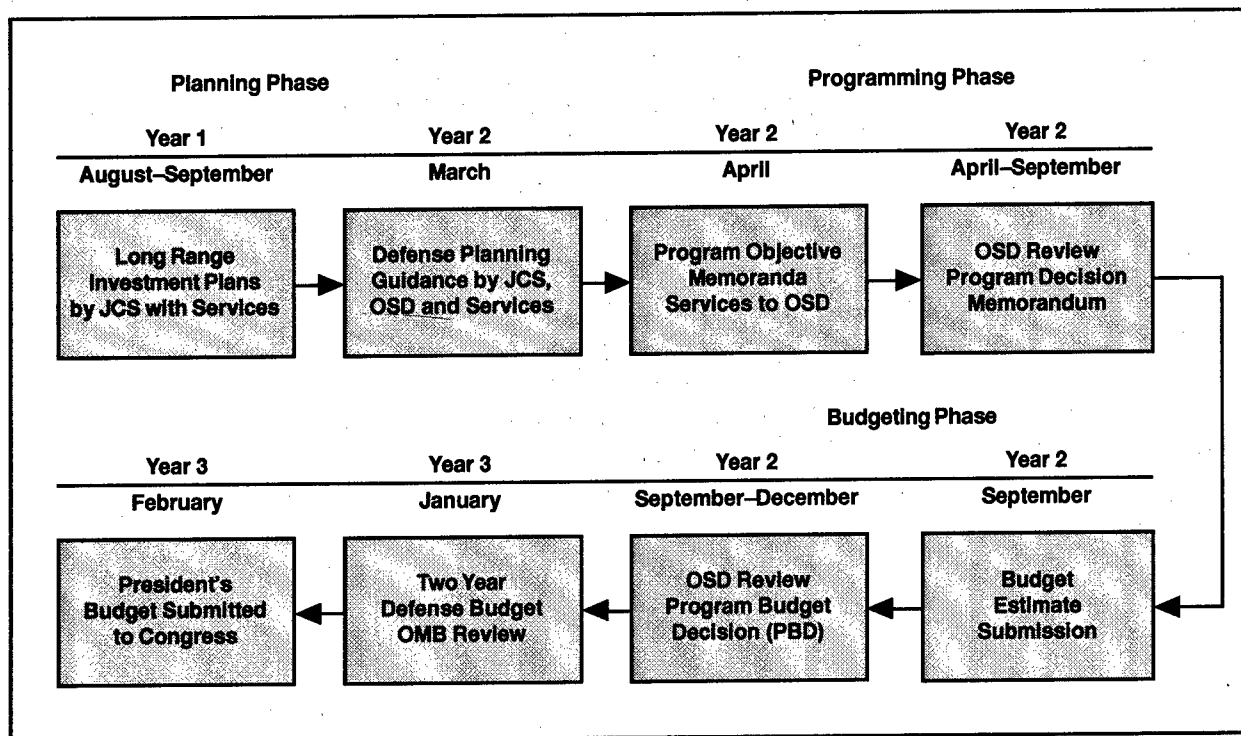 Planning Phase
Programming Phase
Year 1
Year 2
Year 2
Year 2
August–September
March
April
April–September
Long Range
Investment Plans
by JCS with Services
Defense Planning
Guidance by JCS,
OSD and Services
Program Objective
Memoranda
Services to OSD
OSD Review
Program Decision
Memorandum
Budgeting Phase
Year 3
Year 3
Year 2
Year 2
February
January
September–December
September
President's
Budget Submitted
to Congress
Two Year
Defense Budget
OMB Review
OSD Review
Program Budget
Decision (PBD)
Budget
Estimate
Submission